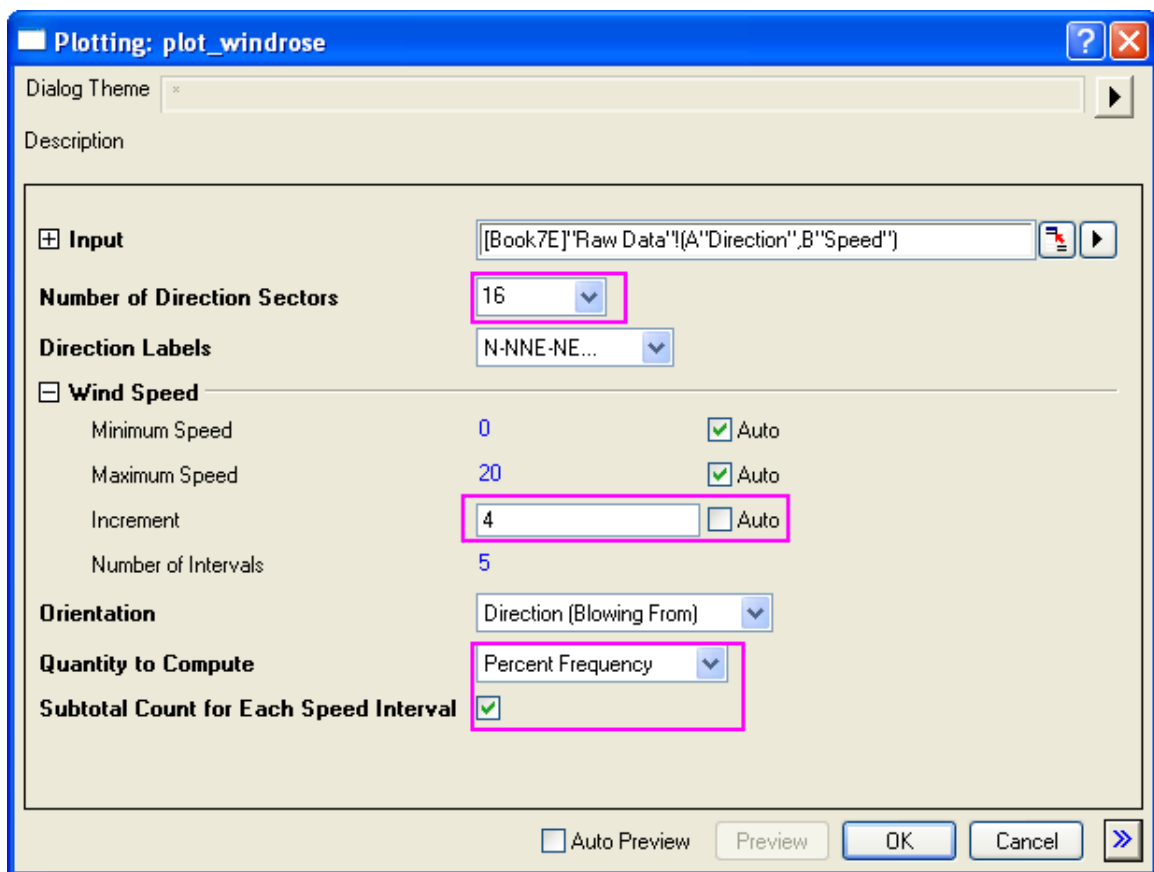 Plotting: plot_windrose
Dialog Theme *
Description
Input [Book7E]"Raw Data"!(A"Direction",B"Speed")
Number of Direction Sectors 16
Direction Labels N-NNE-NE...
Wind Speed
Minimum Speed 0 Auto
Maximum Speed 20 Auto
Increment 4 Auto
Number of Intervals 5
Orientation Direction (Blowing From)
Quantity to Compute Percent Frequency
Subtotal Count for Each Speed Interval
Auto Preview Preview OK Cancel